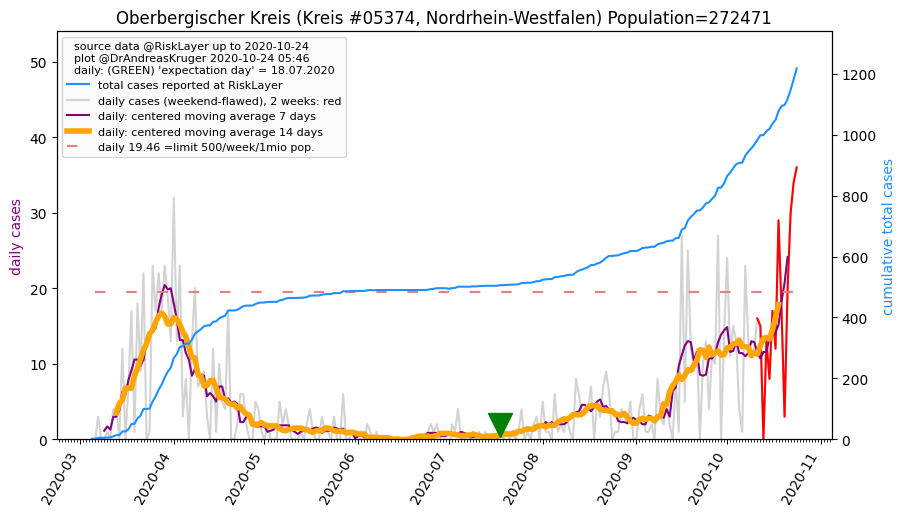 Oberbergischer Kreis (Kreis #05374, Nordrhein-Westfalen) Population=272471
source data @RiskLayer up to 2020-10-24
plot @DrAndreasKruger 2020-10-24 05:46
daily: (GREEN) 'expectation day' = 18.07.2020
total cases reported at RiskLayer
daily cases (weekend-flawed), 2 weeks: red
daily: centered moving average 7 days
daily: centered moving average 14 days
daily 19.46 =limit 500/week/1mio pop.
daily cases
50
40
30
20
10
0
cumulative total cases
1200
1000
800
600
400
200
0
2020-03
2020-04
2020-05
2020-06
2020-07
2020-08
2020-09
2020-10
2020-11